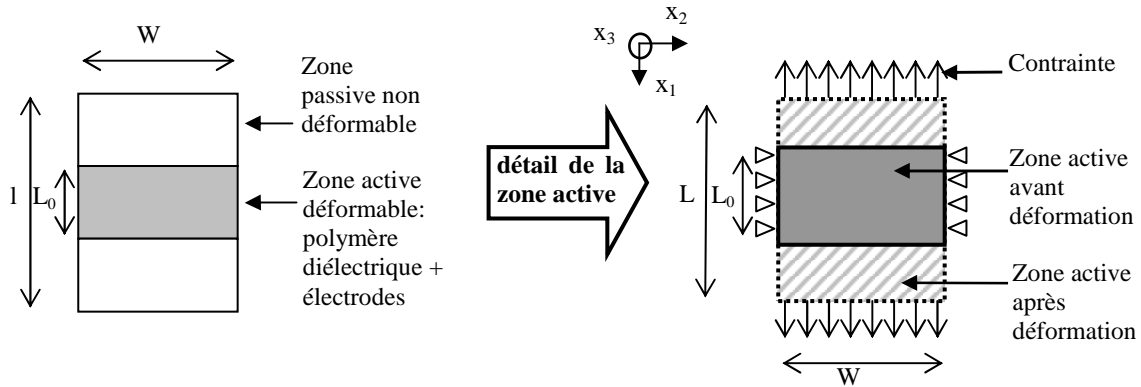 W
Zone
passive non
déformable
l
L₀
Zone active
déformable:
polymère
diélectrique +
électrodes
x₂
x₃
x₁
détail de la
zone active
Contrainte
L
L₀
Zone active
avant
déformation
Zone active
après
déformation
W